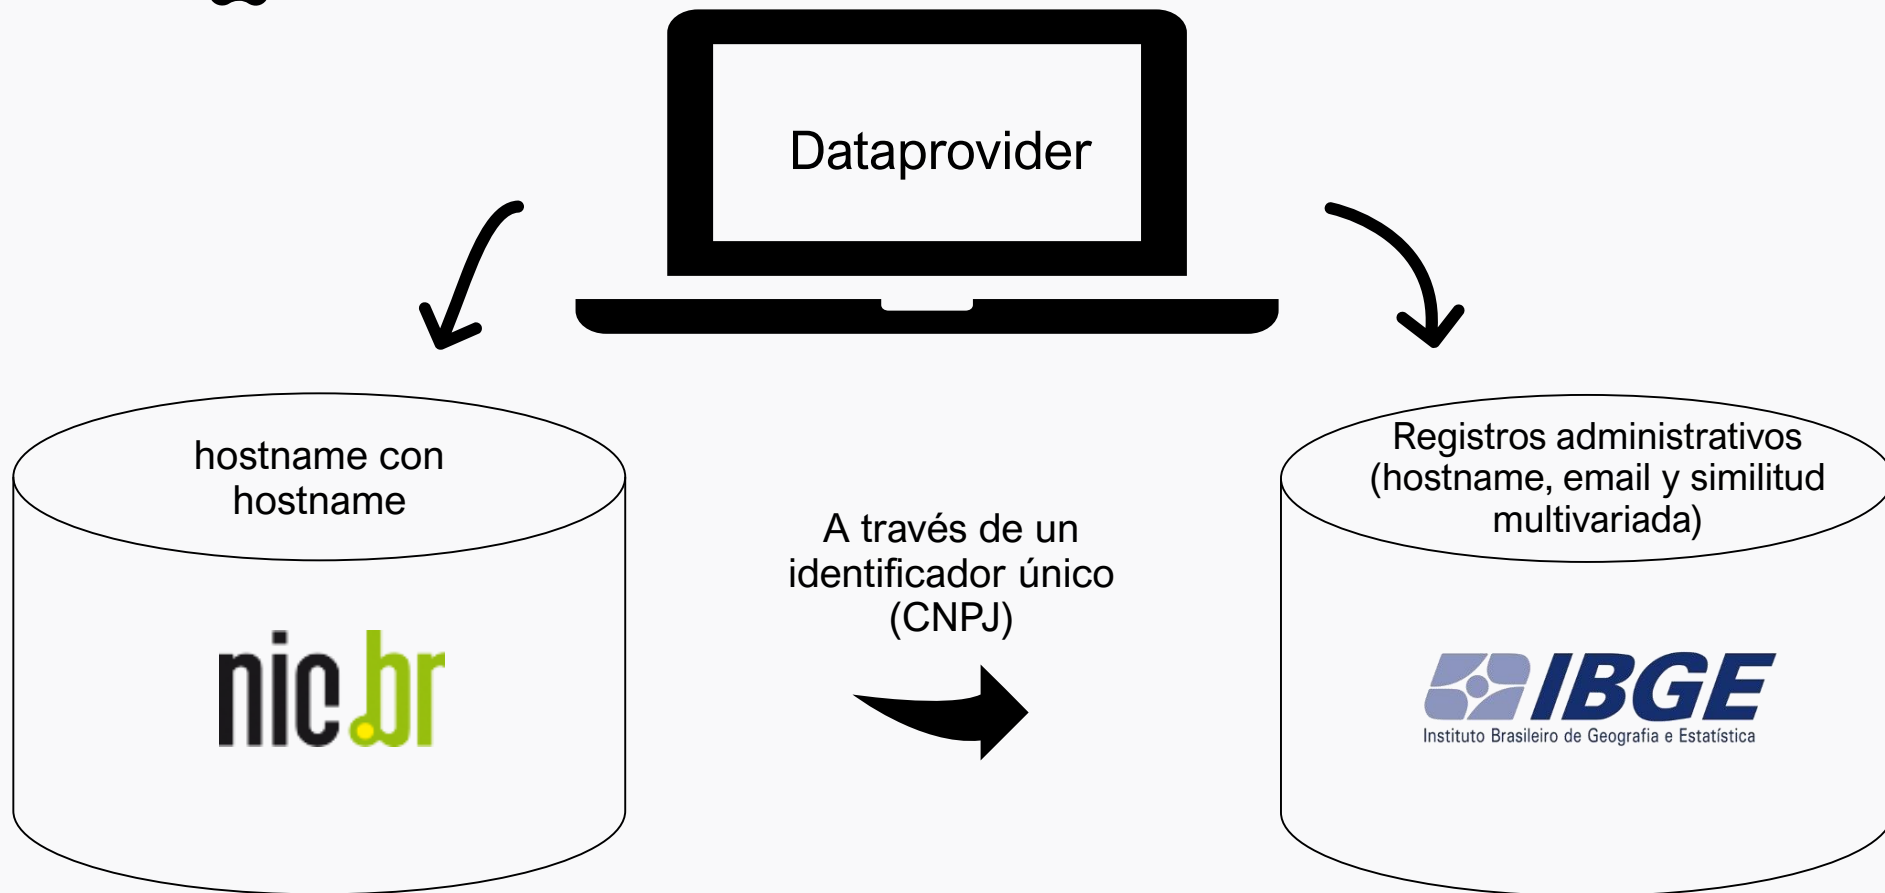 Dataprovider
hostname con
hostname
nic.br
A través de un
identificador único
(CNPJ)
Registros administrativos
(hostname, email y similitud
multivariada)
IBGE
Instituto Brasileiro de Geografia e Estatística